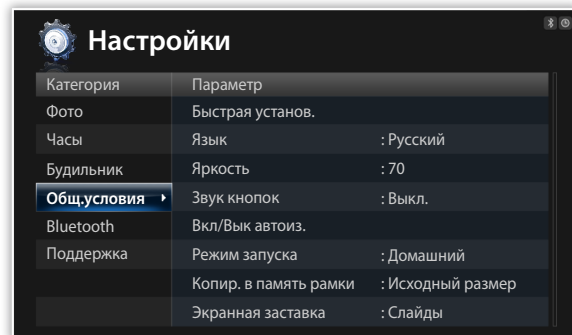 Настройки
Категория Параметр
Фото Быстрая установ.
Часы Язык : Русский
Будильник Яркость : 70
Общ.условия Звук кнопок : Выкл.
Bluetooth Вкл/Вык автоиз.
Поддержка Режим запуска : Домашний
Копир. в память рамки : Исходный размер
Экранная заставка : Слайды